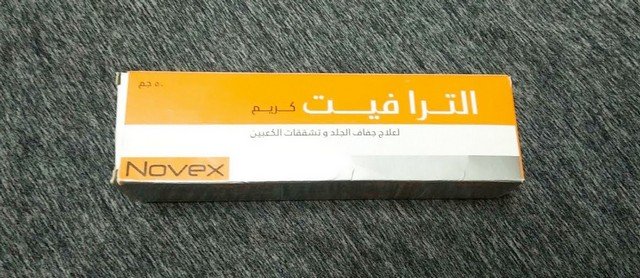 ٥٠ جم
الترا فيت كريم
لعلاج جفاف الجلد و تشققات الكعبين
Novex